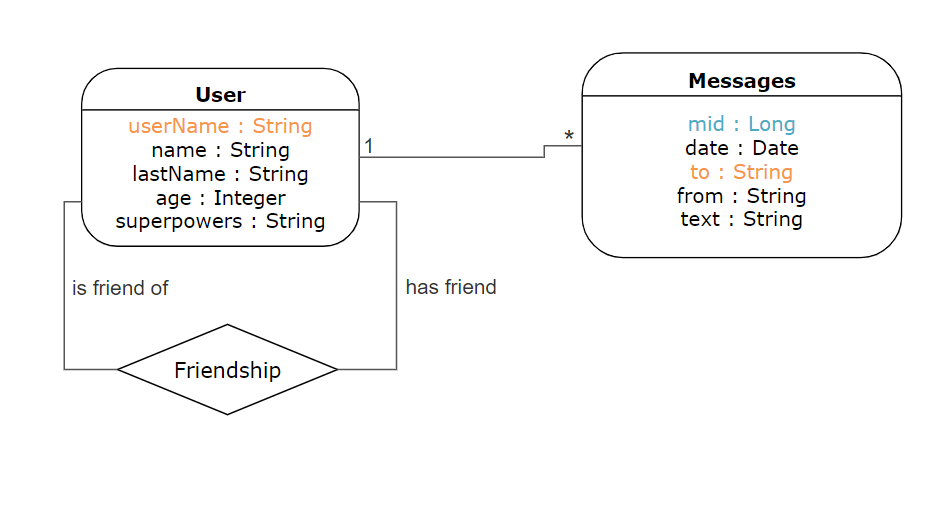 User
userName : String
name : String
lastName : String
age : Integer
superpowers : String
1
*
Messages
mid : Long
date : Date
to : String
from : String
text : String
is friend of
has friend
Friendship